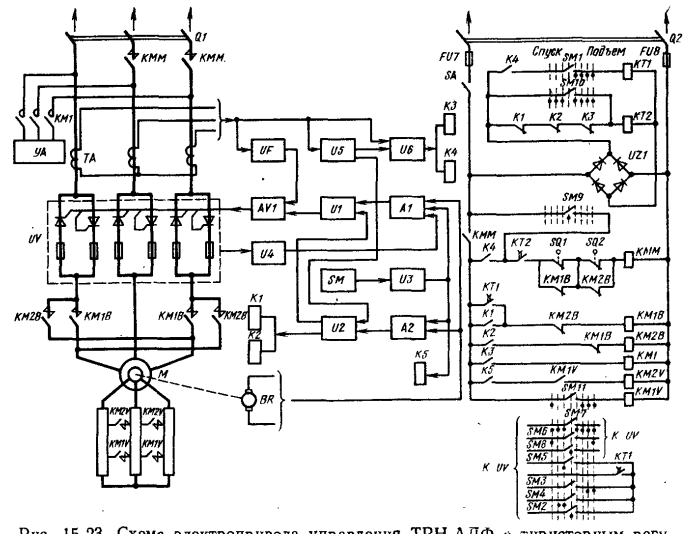 Q1
Q2
KMM
KMM.
FU7
Спуск
Подъем
FU8
SA
K4
SM1
KT1
SM10
K1
K2
K3
KT2
KM1
K3
K4
YA
TA
UF
U5
U6
UZ1
AV1
U1
A1
SM9
UV
U4
KMM
K4
KT2
SQ1
SQ2
KMM
KM1B
KM2B
SM
U3
KM2B
KM1B
KM1B
KM2B
K1
K2
U2
A2
K5
KT1
K1
KM2B
KM1B
K2
KM1B
KM2B
K3
KM1
M
BR
K5
KM1V
KM2V
SM11
KM1V
KM2V
KM2V
KM1V
KM1V
SM7
SM6
SM8
SM5
К UV
К UV
KT1
SM3
SM4
SM2
Рис. 15-23. Схема электропривода управления ТРН-АДФ с тиристорным регу-